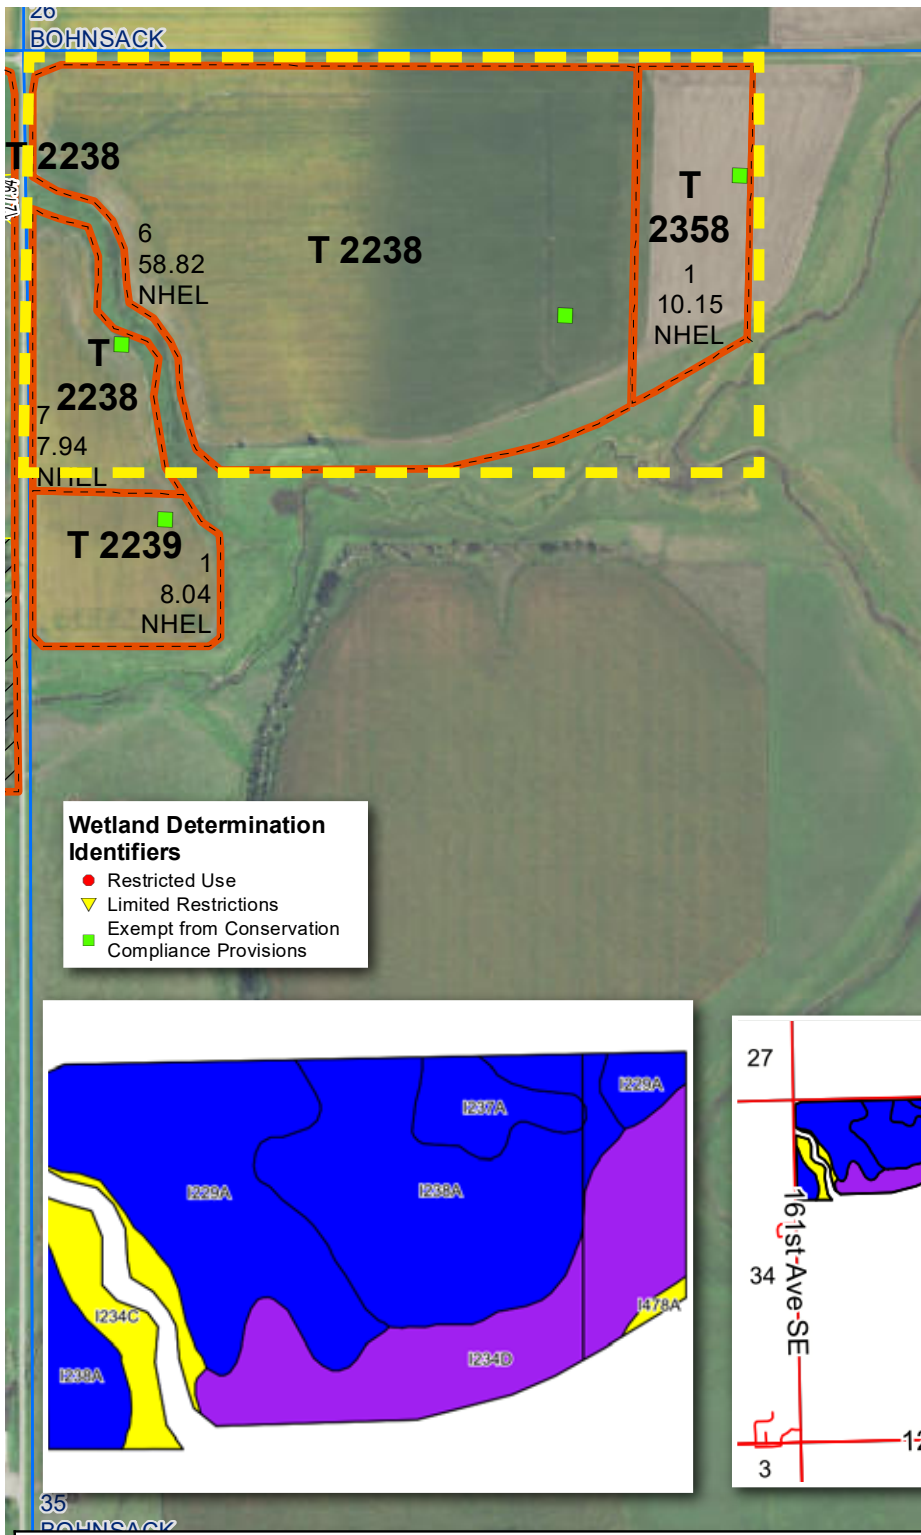 26
BOHNSACK
T 2238
6
58.82
NHEL
T 2238
T
2358
1
10.15
NHEL
T
2238
7
7.94
NHEL
T 2239
1
8.04
NHEL
Wetland Determination
Identifiers
Restricted Use
Limited Restrictions
Exempt from Conservation
Compliance Provisions
I229A
I237A
I229A
I238A
I234C
I478A
I234D
27
161st-Ave-SE
34
3
35
BOHNSACK